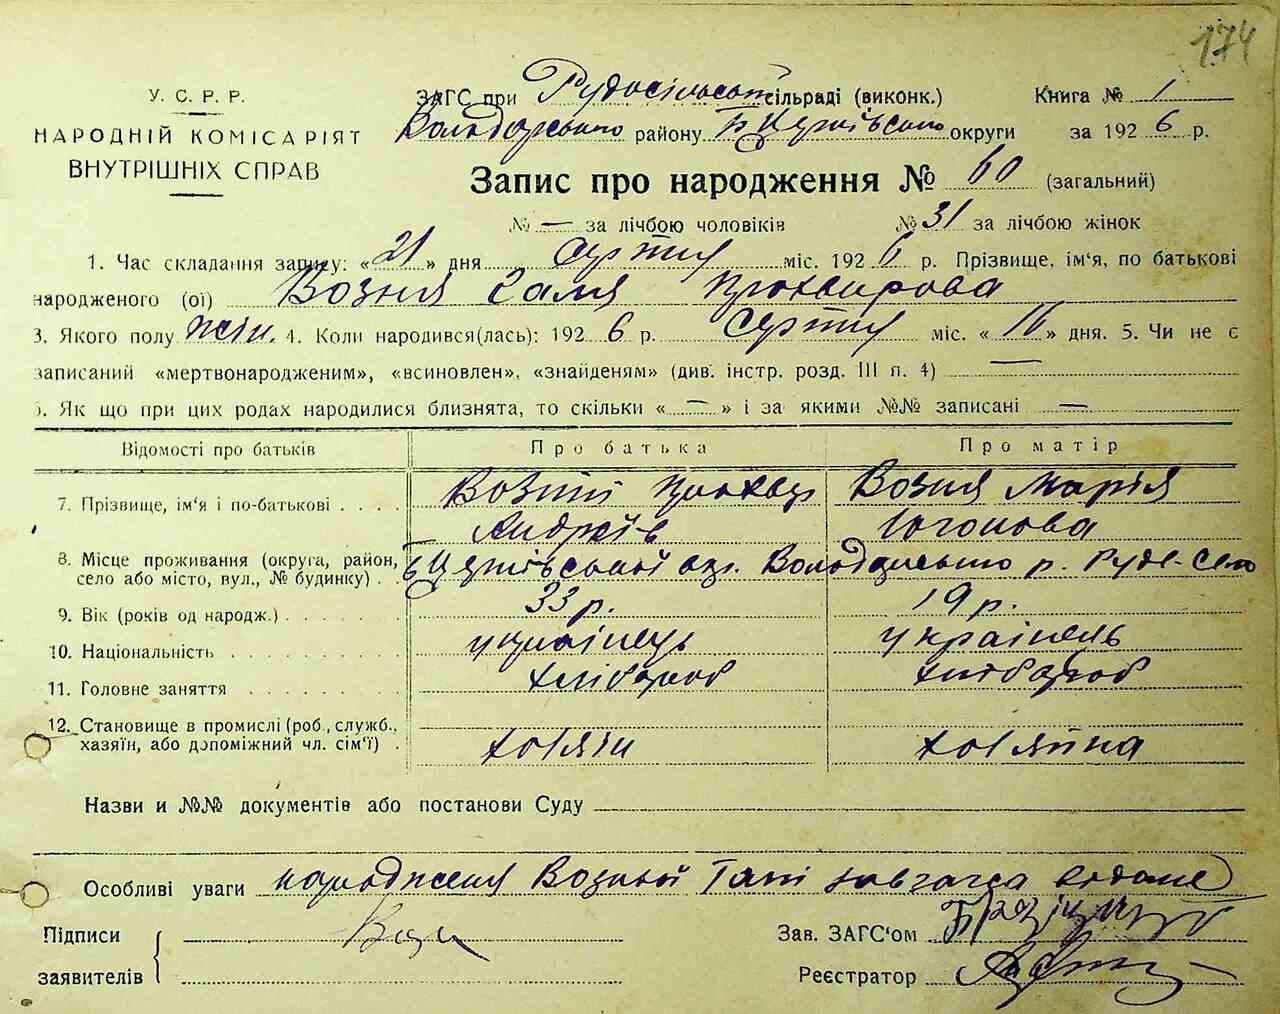 174
У. С. Р. Р.
НАРОДНІЙ КОМІСАРІЯТ
ВНУТРІШНІХ СПРАВ
ЗАГС при Рудосільськ сільраді (виконк.) Книга № 1
Володарського району Б Церківського округи за 1926 р.
Запис про народження № 60 (загальний)
№ — за лічбою чоловіків № 31 за лічбою жінок
1. Час складання запису: «21» дня серпня міс. 1926 р. Прізвище, ім'я, по батькові
народженого (ої) Возна Галя Прохорова
3. Якого полу жін. 4. Коли народився(лась): 1926 р. Серпня міс. «16» дня. 5. Чи не є
записаний «мертвонародженим», «всиновлен», «знайденям» (див. інстр. розд. III п. 4) —
. Як що при цих родах народилися близнята, то скільки «—» і за якими №№ записані —
Відомості про батьків Про батька Про матір
7. Прізвище, ім'я і по-батькові . . . . Возний Прохор Возна Марія
Андріїв
8. Місце проживання (округа, район, село або місто, вул., № будинку) . Б Церківської окр. Володарського р. Руде-Село
9. Вік (років од народж.) . . . . . . . 33 р. 19 р.
10. Національність . . . . . . . . . українець українець
11. Головне заняття . . . . . . . . хлібороб хлібороб
12. Становище в промислі (роб., служб., хазяїн, або допоміжний чл. сім'ї) . хозяїн хозяйка
Назви и №№ документів або постанови Суду
Особливі уваги народження Возної Галі
Підписи
заявителів
Зав. ЗАГС'ом
Реєстратор